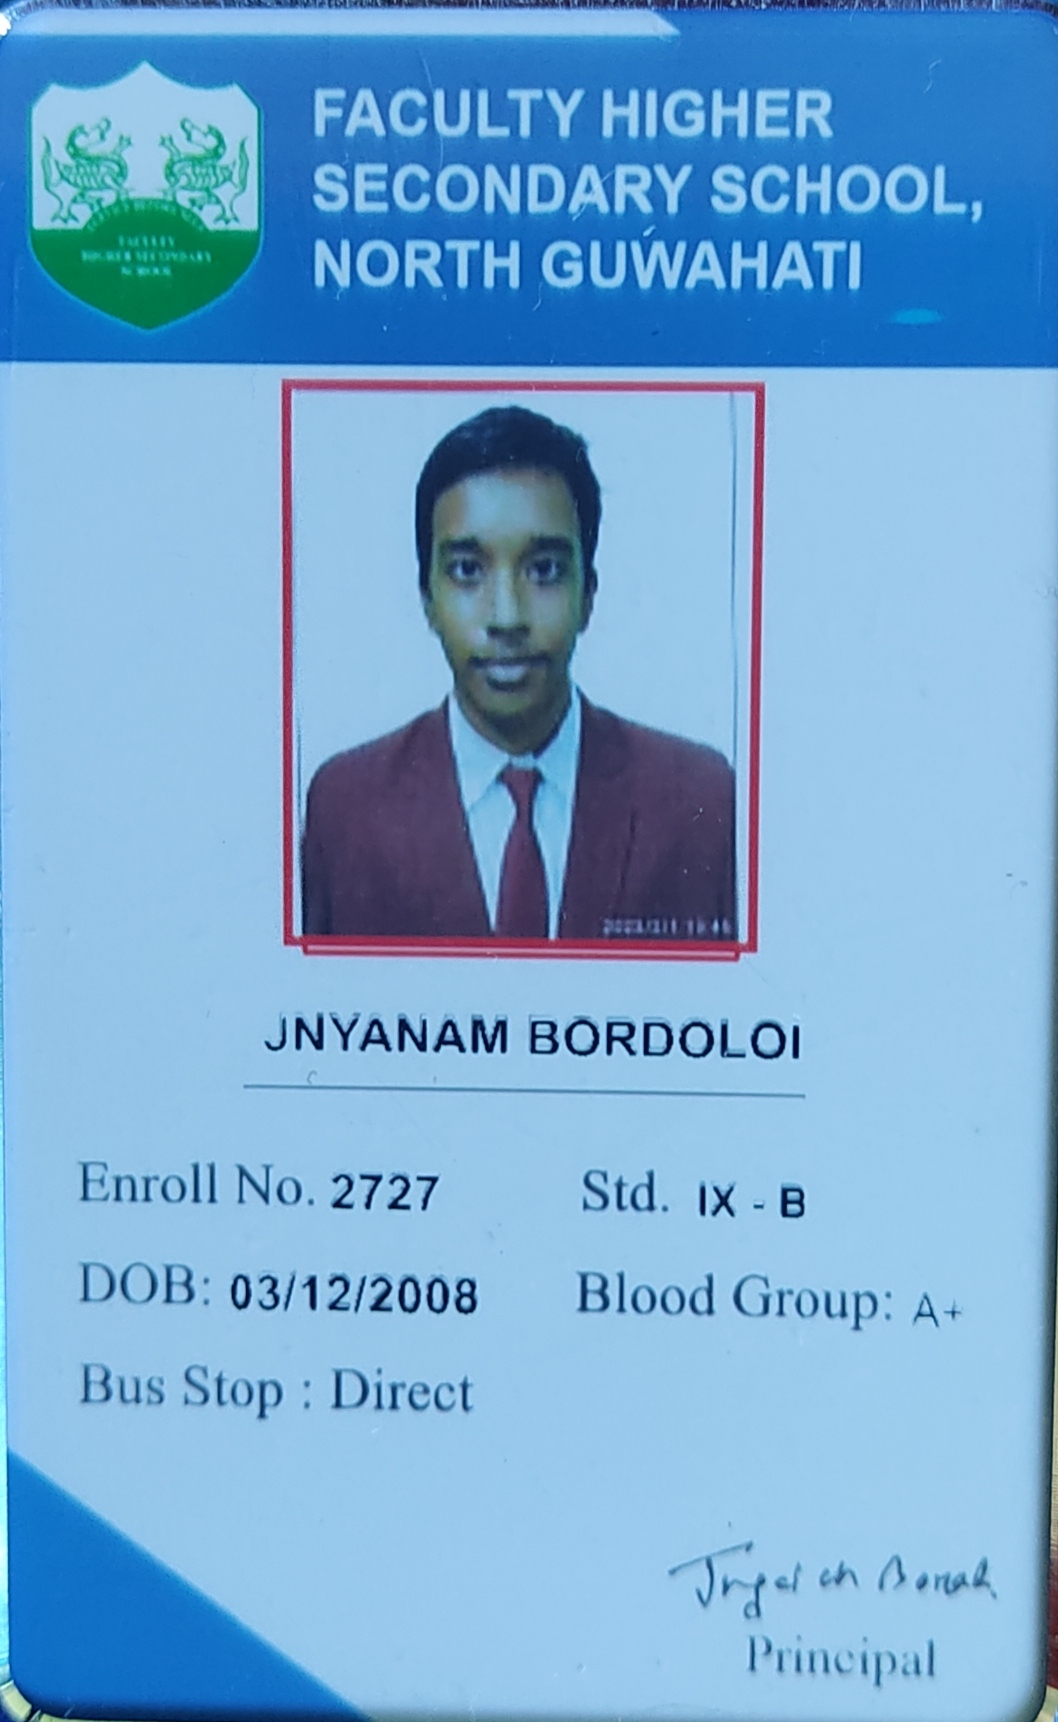 FACULTY HIGHER
SECONDARY SCHOOL,
NORTH GUWAHATI
FACULTY
HIGHER SECONDARY
SCHOOL
JNYANAM BORDOLOI
Enroll No. 2727 Std. IX - B
DOB: 03/12/2008 Blood Group: A+
Bus Stop : Direct
Principal